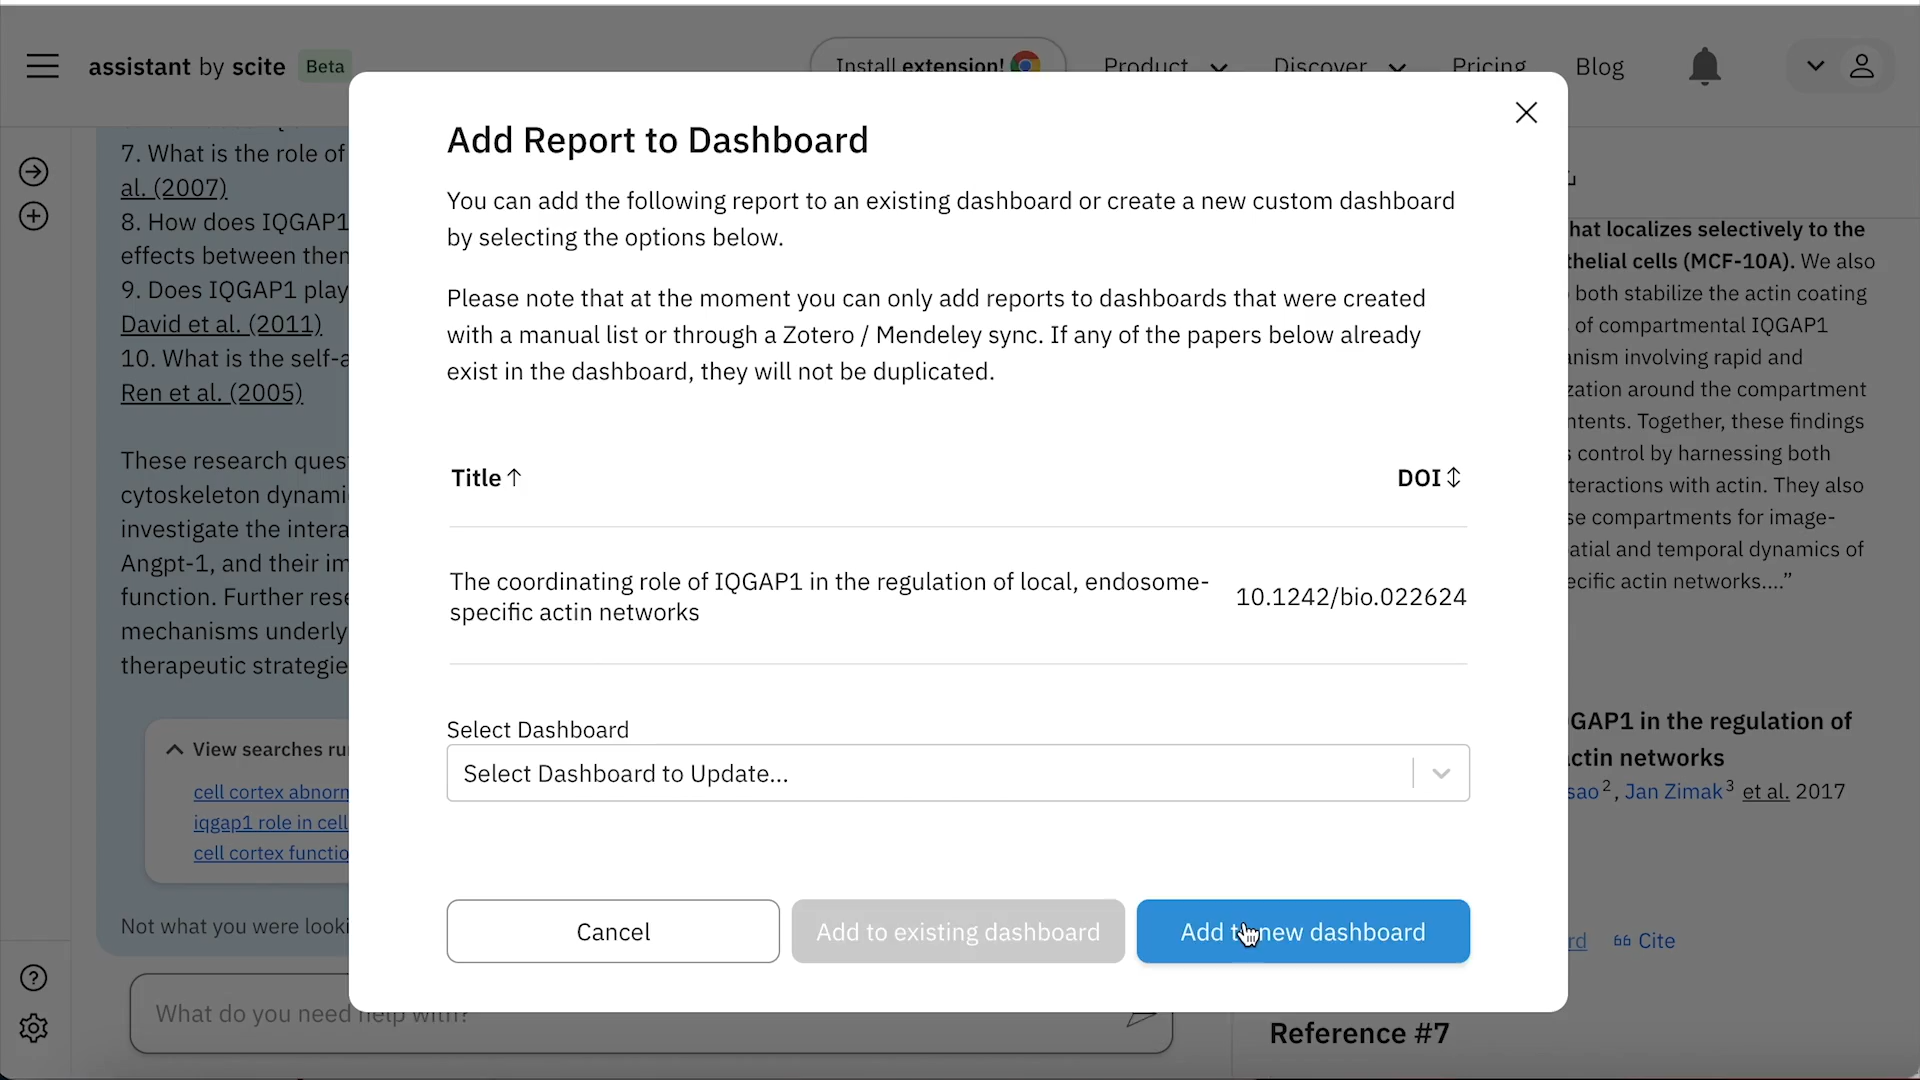 assistant by scite Beta
Install extension!
Product
Discover
Pricing
Blog
7. What is the role of
al. (2007)
8. How does IQGAP1
effects between then
9. Does IQGAP1 play
David et al. (2011)
10. What is the self-a
Ren et al. (2005)
These research ques
cytoskeleton dynami
investigate the intera
Angpt-1, and their im
function. Further rese
mechanisms underly
therapeutic strategie
View searches ru
cell cortex abnorn
iqgap1 role in cell
cell cortex functio
Not what you were looki
What do you need help with?
Add Report to Dashboard
You can add the following report to an existing dashboard or create a new custom dashboard
by selecting the options below.
Please note that at the moment you can only add reports to dashboards that were created
with a manual list or through a Zotero / Mendeley sync. If any of the papers below already
exist in the dashboard, they will not be duplicated.
Title
DOI
The coordinating role of IQGAP1 in the regulation of local, endosome-
specific actin networks
10.1242/bio.022624
Select Dashboard
Select Dashboard to Update...
Cancel
Add to existing dashboard
Add to new dashboard
hat localizes selectively to the
thelial cells (MCF-10A). We also
both stabilize the actin coating
of compartmental IQGAP1
anism involving rapid and
zation around the compartment
ntents. Together, these findings
control by harnessing both
teractions with actin. They also
se compartments for image-
atial and temporal dynamics of
ecific actin networks....”
QGAP1 in the regulation of
ctin networks
sao 2, Jan Zimak 3 et al. 2017
rd
Cite
Reference #7